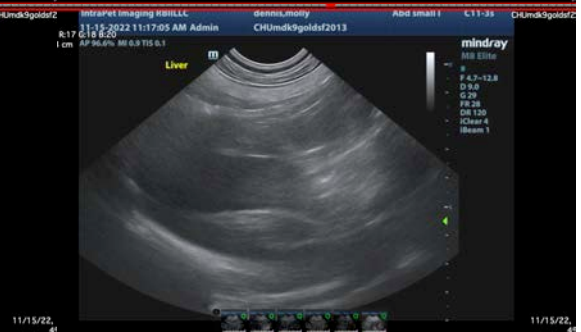 CHUmdk9goldsf2
IntraPet Imaging RBIILLC dennis,molly Abd small I C11-3s
CHUmdk9goldsf2
11-15-2022 11:17:05 AM Admin CHUmdk9goldsf2013
R:17 G:18 B:20
1 cm
AP 96.6% MI 0.9 TIS 0.1
m
Liver
mindray
M8 Elite
B
F 4.7-12.8
D 9.0
G 29
FR 28
DR 120
iClear 4
iBeam 1
5
11/15/22,
11/15/22,